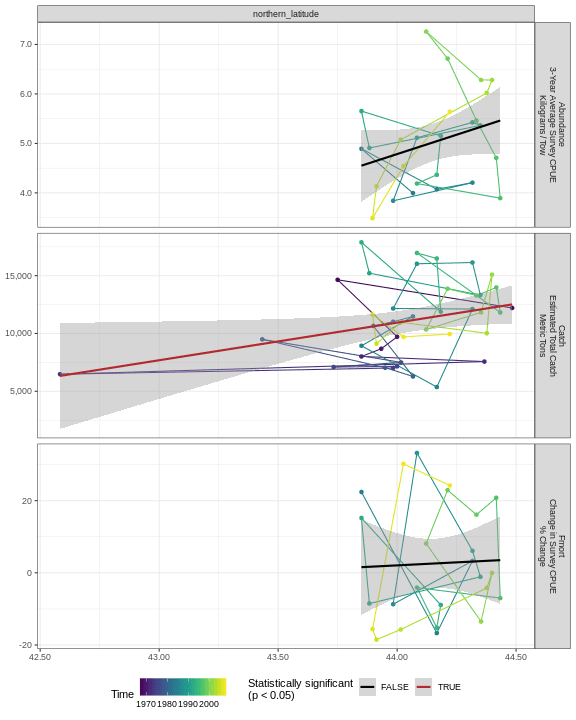 northern_latitude
7.0
6.0
5.0
4.0
Abundance
3-Year Average Survey CPUE
Kilograms / Tow
15,000
10,000
5,000
Catch
Estimated Total Catch
Metric Tons
20
0
-20
Fmort
Change in Survey CPUE
% Change
42.50 43.00 43.50 44.00 44.50
Time
1970 1980 1990 2000
Statistically significant
(p < 0.05)
FALSE
TRUE